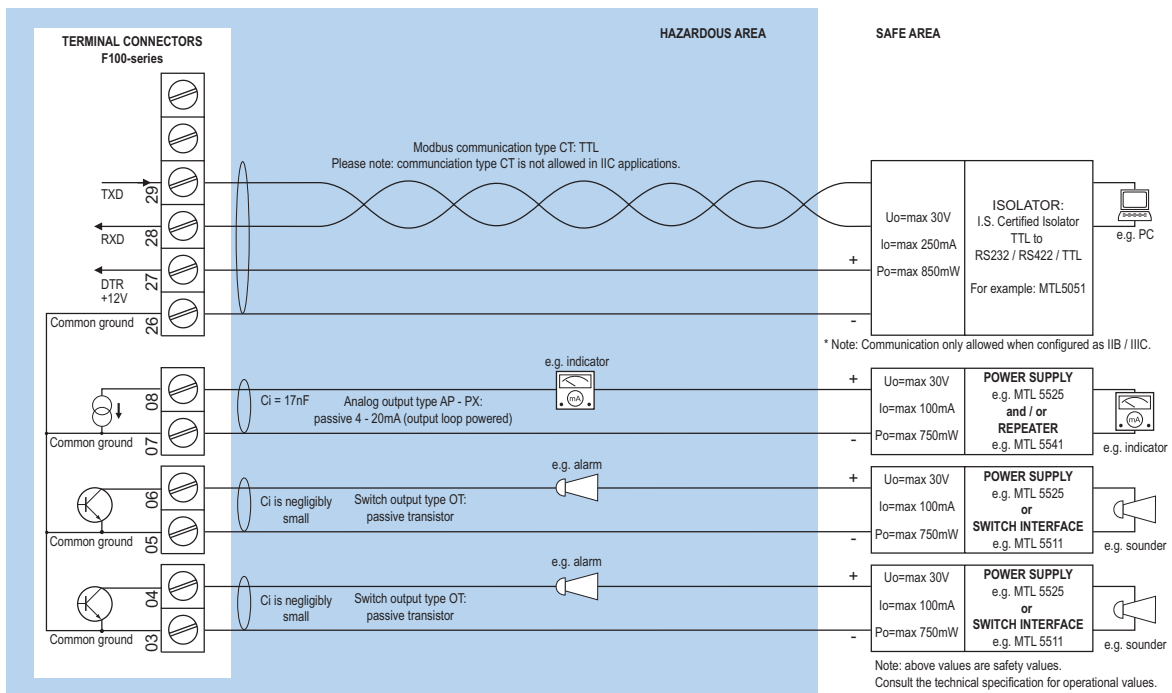 HAZARDOUS AREA
SAFE AREA
TERMINAL CONNECTORS
F100-series
Modbus communication type CT: TTL
Please note: communciation type CT is not allowed in IIC applications.
TXD
29
RXD
28
DTR
+12V
27
Common ground
26
+
-
Uo=max 30V
Io=max 250mA
Po=max 850mW
ISOLATOR:
I.S. Certified Isolator
TTL to
RS232 / RS422 / TTL
For example: MTL5051
e.g. PC
* Note: Communication only allowed when configured as IIB / IIIC.
08
Common ground
07
Ci = 17nF
Analog output type AP - PX:
passive 4 - 20mA (output loop powered)
e.g. indicator
mA
+
-
Uo=max 30V
Io=max 100mA
Po=max 750mW
POWER SUPPLY
e.g. MTL 5525
and / or
REPEATER
e.g. MTL 5541
mA
e.g. indicator
06
Common ground
05
Ci is negligibly
small
Switch output type OT:
passive transistor
e.g. alarm
+
-
Uo=max 30V
Io=max 100mA
Po=max 750mW
POWER SUPPLY
e.g. MTL 5525
or
SWITCH INTERFACE
e.g. MTL 5511
e.g. sounder
04
Common ground
03
Ci is negligibly
small
Switch output type OT:
passive transistor
e.g. alarm
+
-
Uo=max 30V
Io=max 100mA
Po=max 750mW
POWER SUPPLY
e.g. MTL 5525
or
SWITCH INTERFACE
e.g. MTL 5511
e.g. sounder
Note: above values are safety values.
Consult the technical specification for operational values.